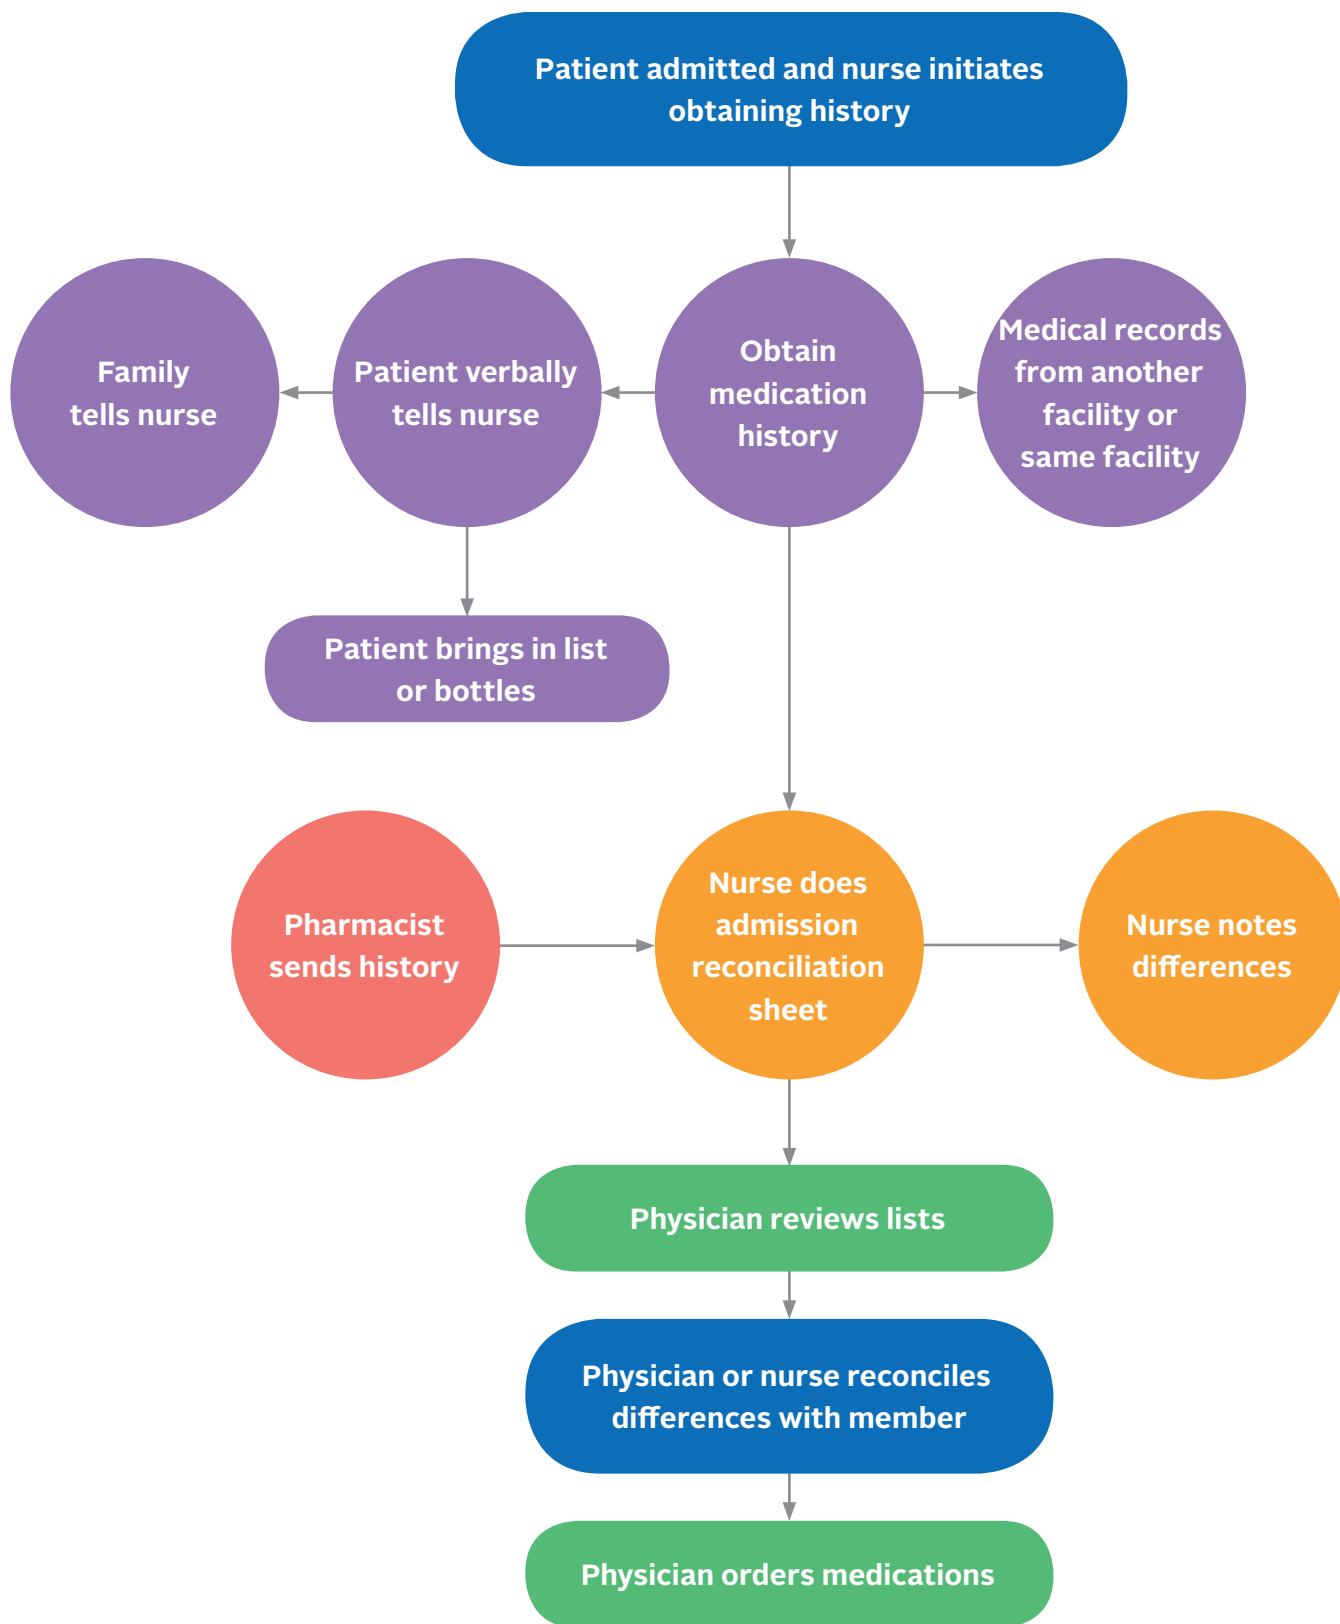 Patient admitted and nurse initiates
obtaining history
Family
tells nurse
Patient verbally
tells nurse
Obtain
medication
history
Medical records
from another
facility or
same facility
Patient brings in list
or bottles
Pharmacist
sends history
Nurse does
admission
reconciliation
sheet
Nurse notes
differences
Physician reviews lists
Physician or nurse reconciles
differences with member
Physician orders medications